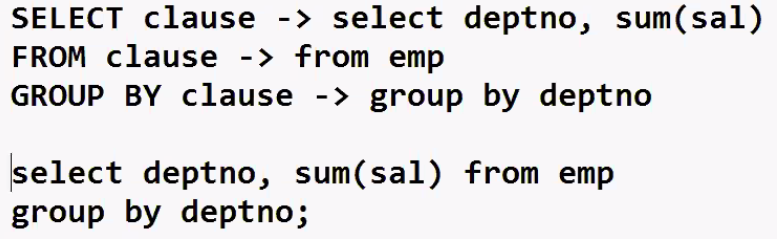 SELECT clause -> select deptno, sum(sal)
FROM clause -> from emp
GROUP BY clause -> group by deptno
select deptno, sum(sal) from emp
group by deptno;